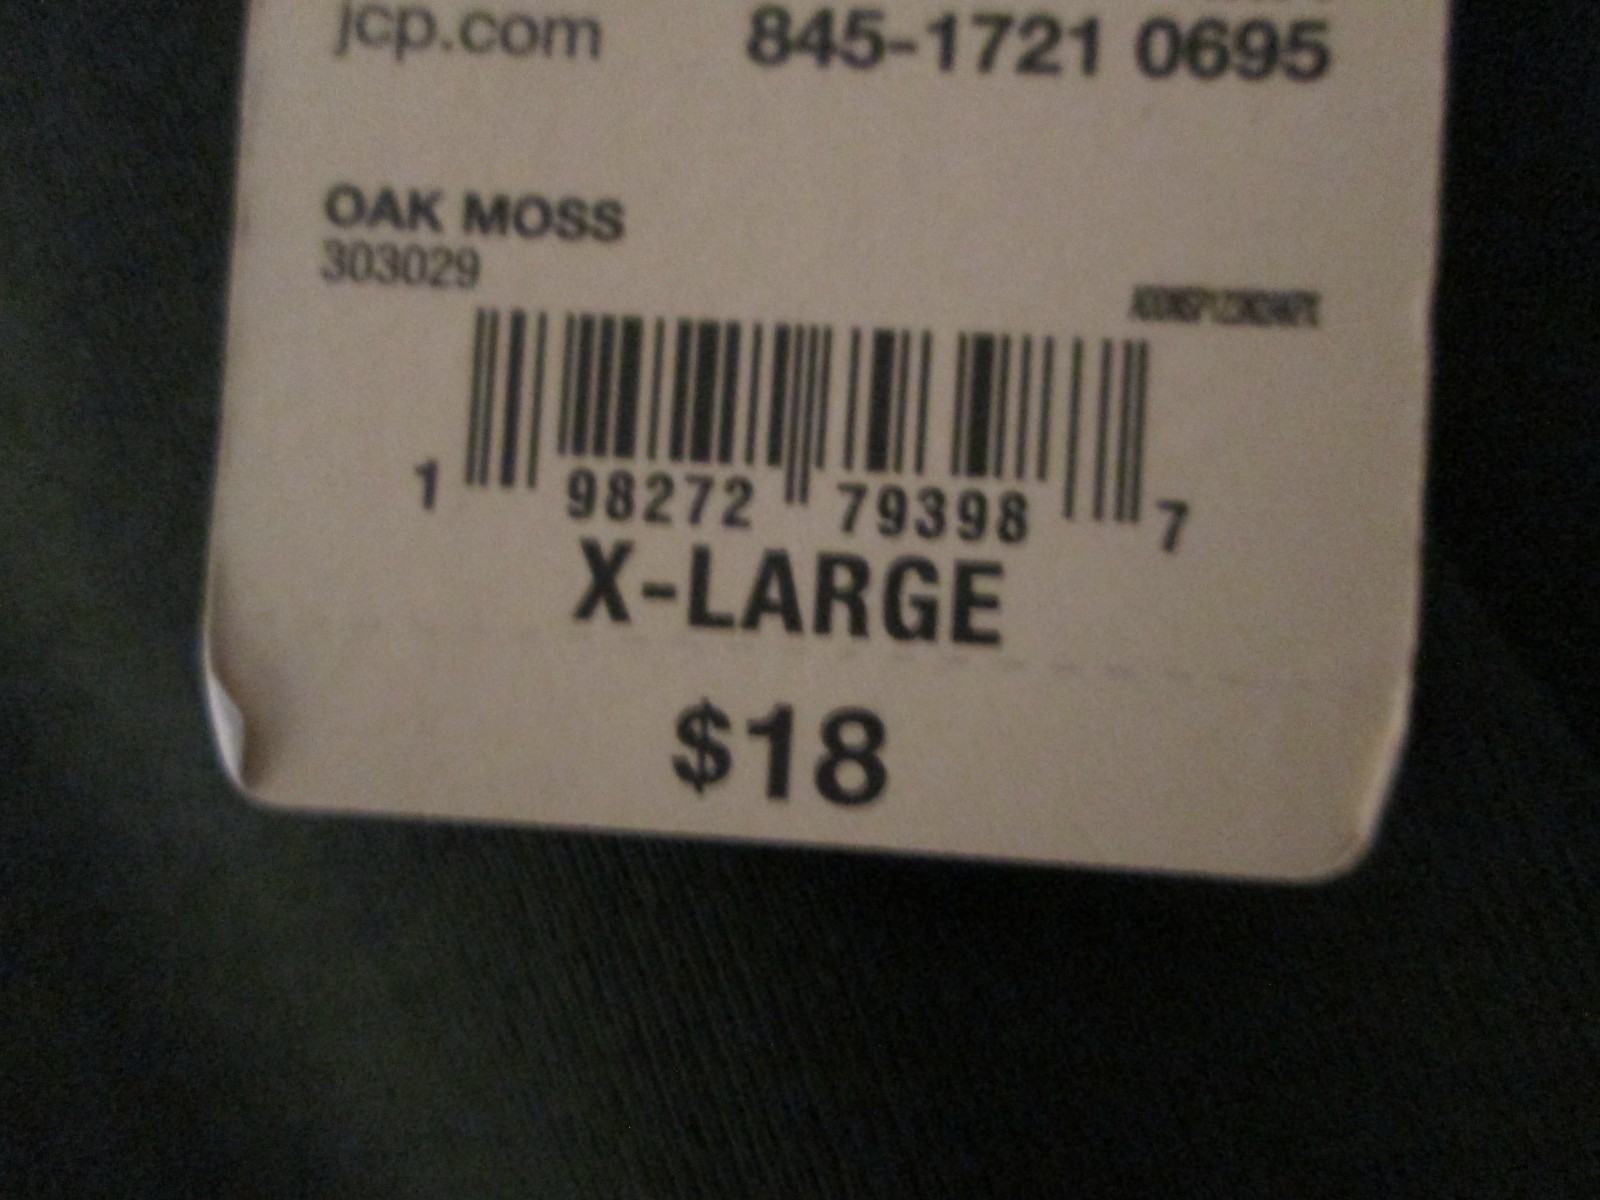 jcp.com 845-1721 0695
OAK MOSS
303029
1 98272 79398 7
X-LARGE
$18